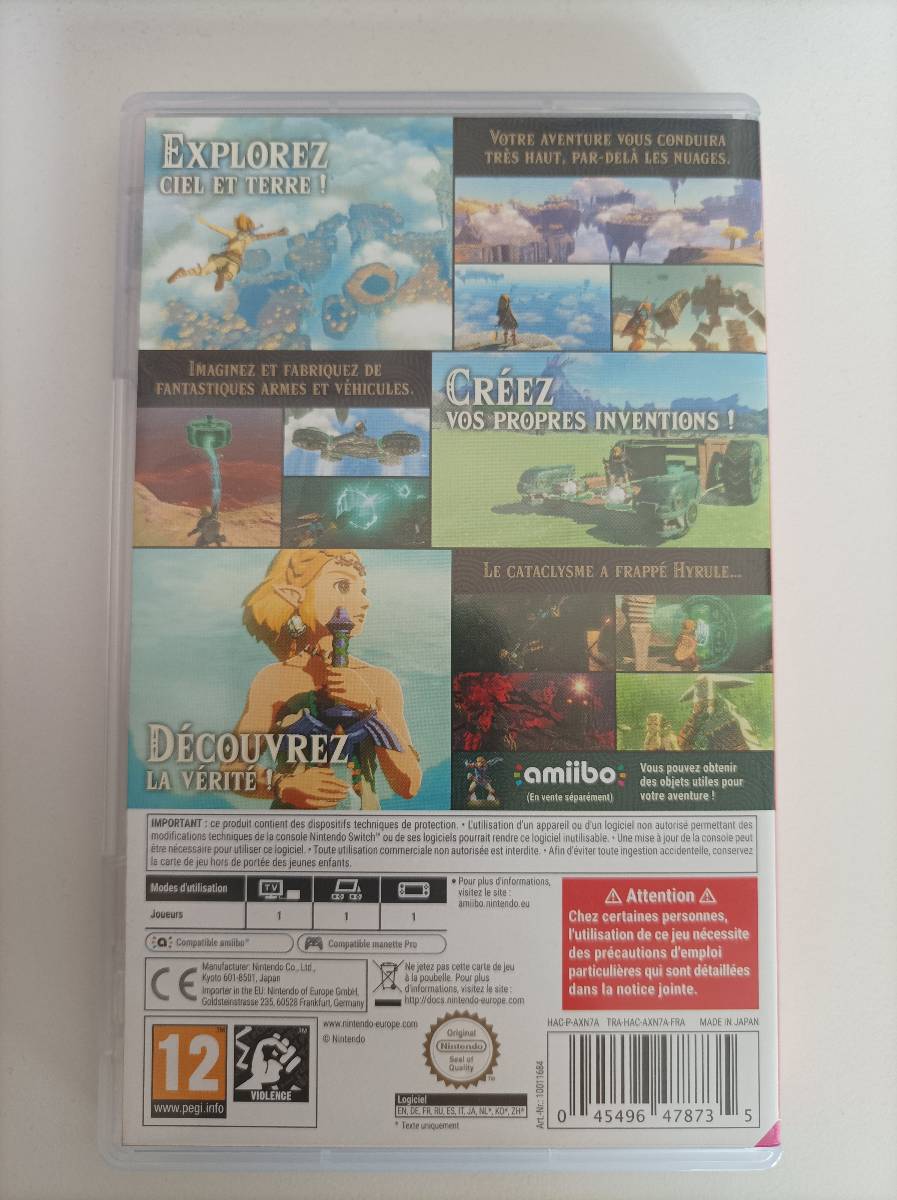 EXPLOREZ
CIEL ET TERRE !
VOTRE AVENTURE VOUS CONDUIRA
TRÈS HAUT, PAR-DELÀ LES NUAGES.
IMAGINEZ ET FABRIQUEZ DE
FANTASTIQUES ARMES ET VÉHICULES.
CRÉEZ
VOS PROPRES INVENTIONS !
LE CATACLYSME A FRAPPÉ HYRULE...
DÉCOUVREZ
LA VÉRITÉ !
amiibo
(En vente séparément)
Vous pouvez obtenir
des objets utiles pour
votre aventure !
IMPORTANT : ce produit contient des dispositifs techniques de protection. • L'utilisation d'un appareil ou d'un logiciel non autorisé permettant des
modifications techniques de la console Nintendo Switch™ ou de ses logiciels pourrait rendre ce logiciel inutilisable. • Une mise à jour de la console peut
être nécessaire pour utiliser ce logiciel. • Toute utilisation commerciale non autorisée est interdite. • Afin d'éviter toute ingestion accidentelle, conservez
la carte de jeu hors de portée des jeunes enfants.
Modes d'utilisation
TV
Joueurs
1
1
1
• Pour plus d'informations,
visitez le site :
amiibo.nintendo.eu
Compatible amiibo•
Compatible manette Pro
⚠ Attention ⚠
Chez certaines personnes,
l'utilisation de ce jeu nécessite
des précautions d'emploi
particulières qui sont détaillées
dans la notice jointe.
CE
Manufacturer: Nintendo Co., Ltd.,
Kyoto 601-8501, Japan
Importer in the EU: Nintendo of Europe GmbH,
Goldsteinstrasse 235, 60528 Frankfurt, Germany
Ne jetez pas cette carte de jeu
à la poubelle. Pour plus
d'informations, visitez le site :
http://docs.nintendo-europe.com
HAC-P-AXN7A TRA-HAC-AXN7A-FRA MADE IN JAPAN
12
www.pegi.info
VIOLENCE
www.nintendo-europe.com
© Nintendo
Original
Nintendo
Seal of
Quality
Logiciel
EN, DE, FR, RU, ES, IT, JA, NL*, KO*, ZH*
* Texte uniquement
Art.-Nr.: 10011684
0 45496 47873 5